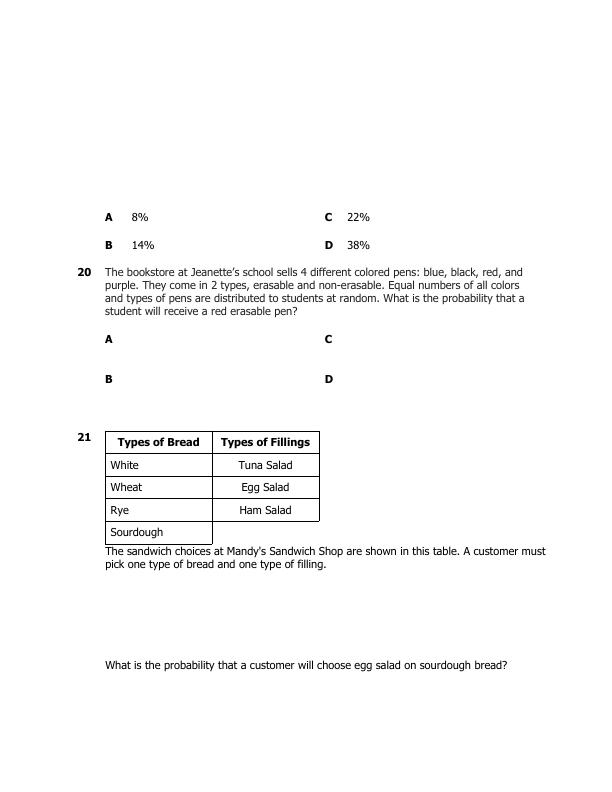 A 8% C 22%
B 14% D 38%
20 The bookstore at Jeanette's school sells 4 different colored pens: blue, black, red, and
purple. They come in 2 types, erasable and non-erasable. Equal numbers of all colors
and types of pens are distributed to students at random. What is the probability that a
student will receive a red erasable pen?
A C
B D
21
Types of Bread Types of Fillings
White Tuna Salad
Wheat Egg Salad
Rye Ham Salad
Sourdough
The sandwich choices at Mandy's Sandwich Shop are shown in this table. A customer must
pick one type of bread and one type of filling.
What is the probability that a customer will choose egg salad on sourdough bread?